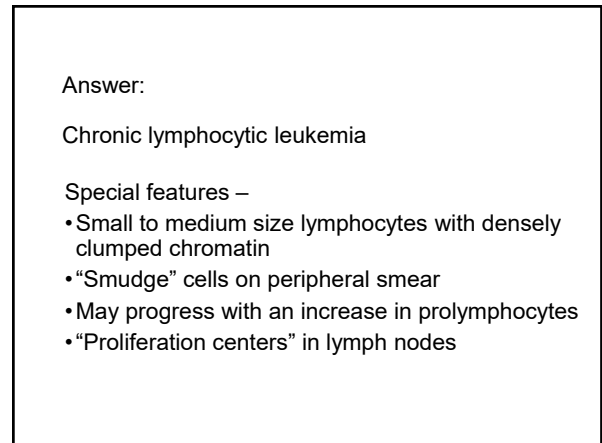 Answer:
Chronic lymphocytic leukemia
Special features –
•Small to medium size lymphocytes with densely
clumped chromatin
•“Smudge” cells on peripheral smear
•May progress with an increase in prolymphocytes
•“Proliferation centers” in lymph nodes